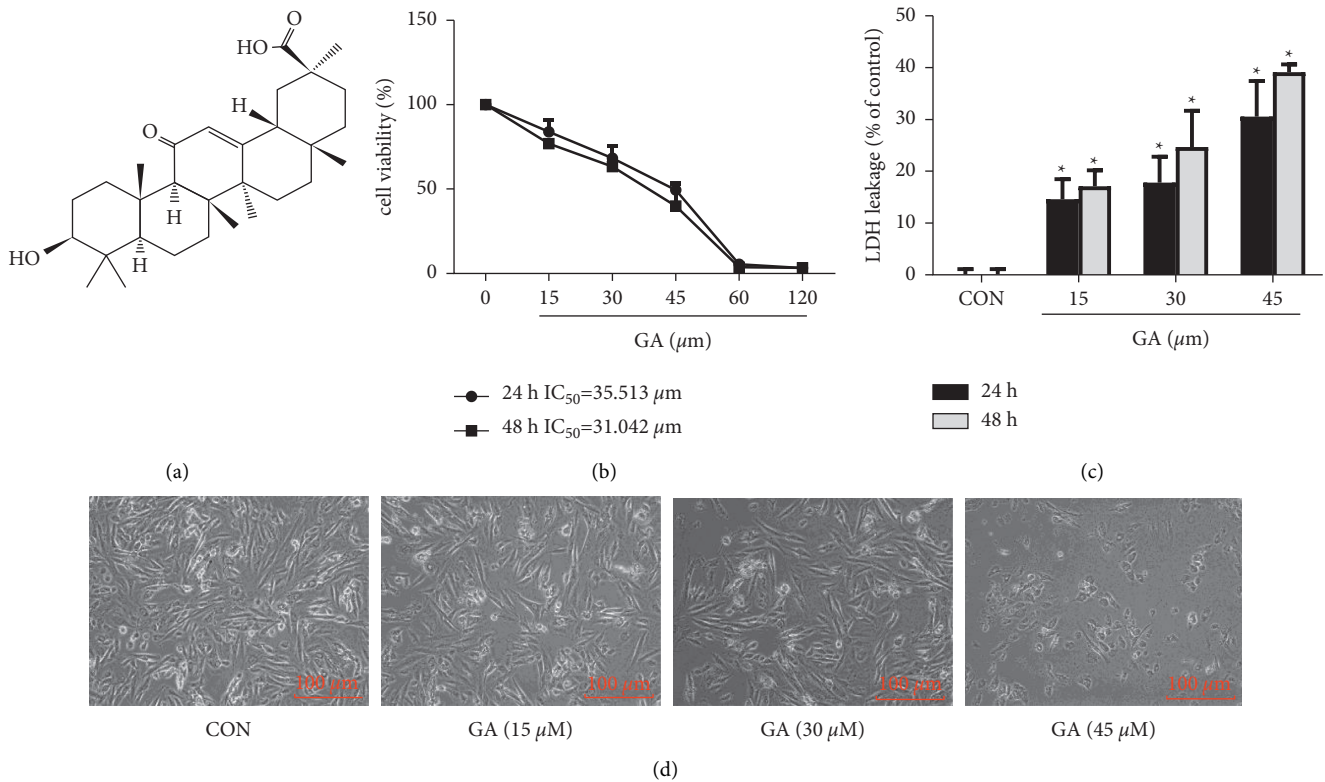 O
HO
H
O
H
HO
H
(a)
150
100
50
0
cell viability (%)
0 15 30 45 60 120
GA (μm)
24 h IC₅₀=35.513 μm
48 h IC₅₀=31.042 μm
(b)
50
40
30
20
10
0
LDH leakage (% of control)
* * * * * *
CON 15 30 45
GA (μm)
24 h
48 h
(c)
100 μm
100 μm
100 μm
100 μm
CON
GA (15 μM)
GA (30 μM)
GA (45 μM)
(d)